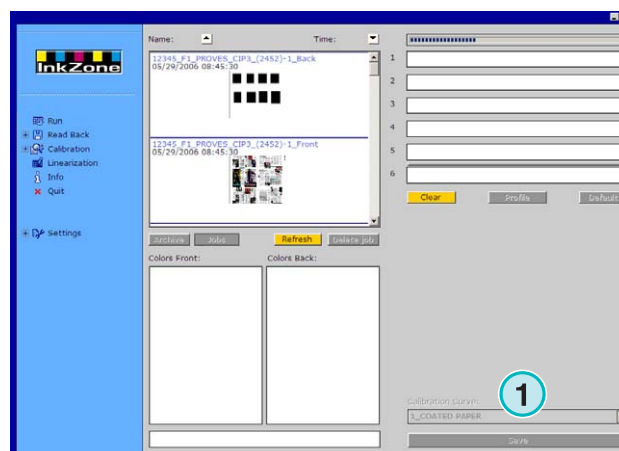 InkZone
Run
Read Back
Calibration
Linearization
Info
Quit
Settings
Name: Time:
12345_F1_PROVES_CIP3_(2452)-1_Back
05/29/2006 08:45:30
12345_F1_PROVES_CIP3_(2452)-1_Front
05/29/2006 08:45:30
Archive Jobs Refresh Delete job
Colors Front: Colors Back:
1
2
3
4
5
6
Clear Profile Default
1
Calibration Curve:
1_COATED PAPER
Save